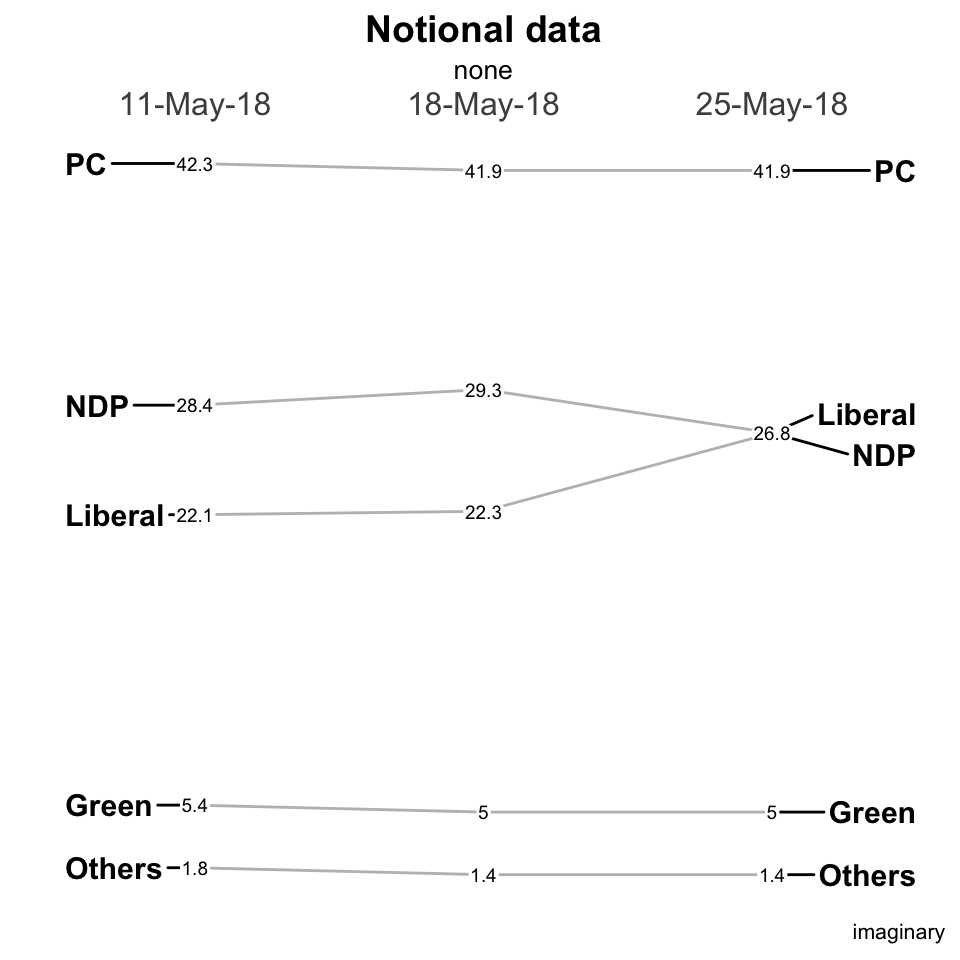 Notional data
none
11-May-18 18-May-18 25-May-18
PC 42.3 41.9 41.9 PC
NDP 28.4 29.3 26.8 Liberal
NDP
Liberal 22.1 22.3
Green 5.4 5 5 Green
Others 1.8 1.4 1.4 Others
imaginary